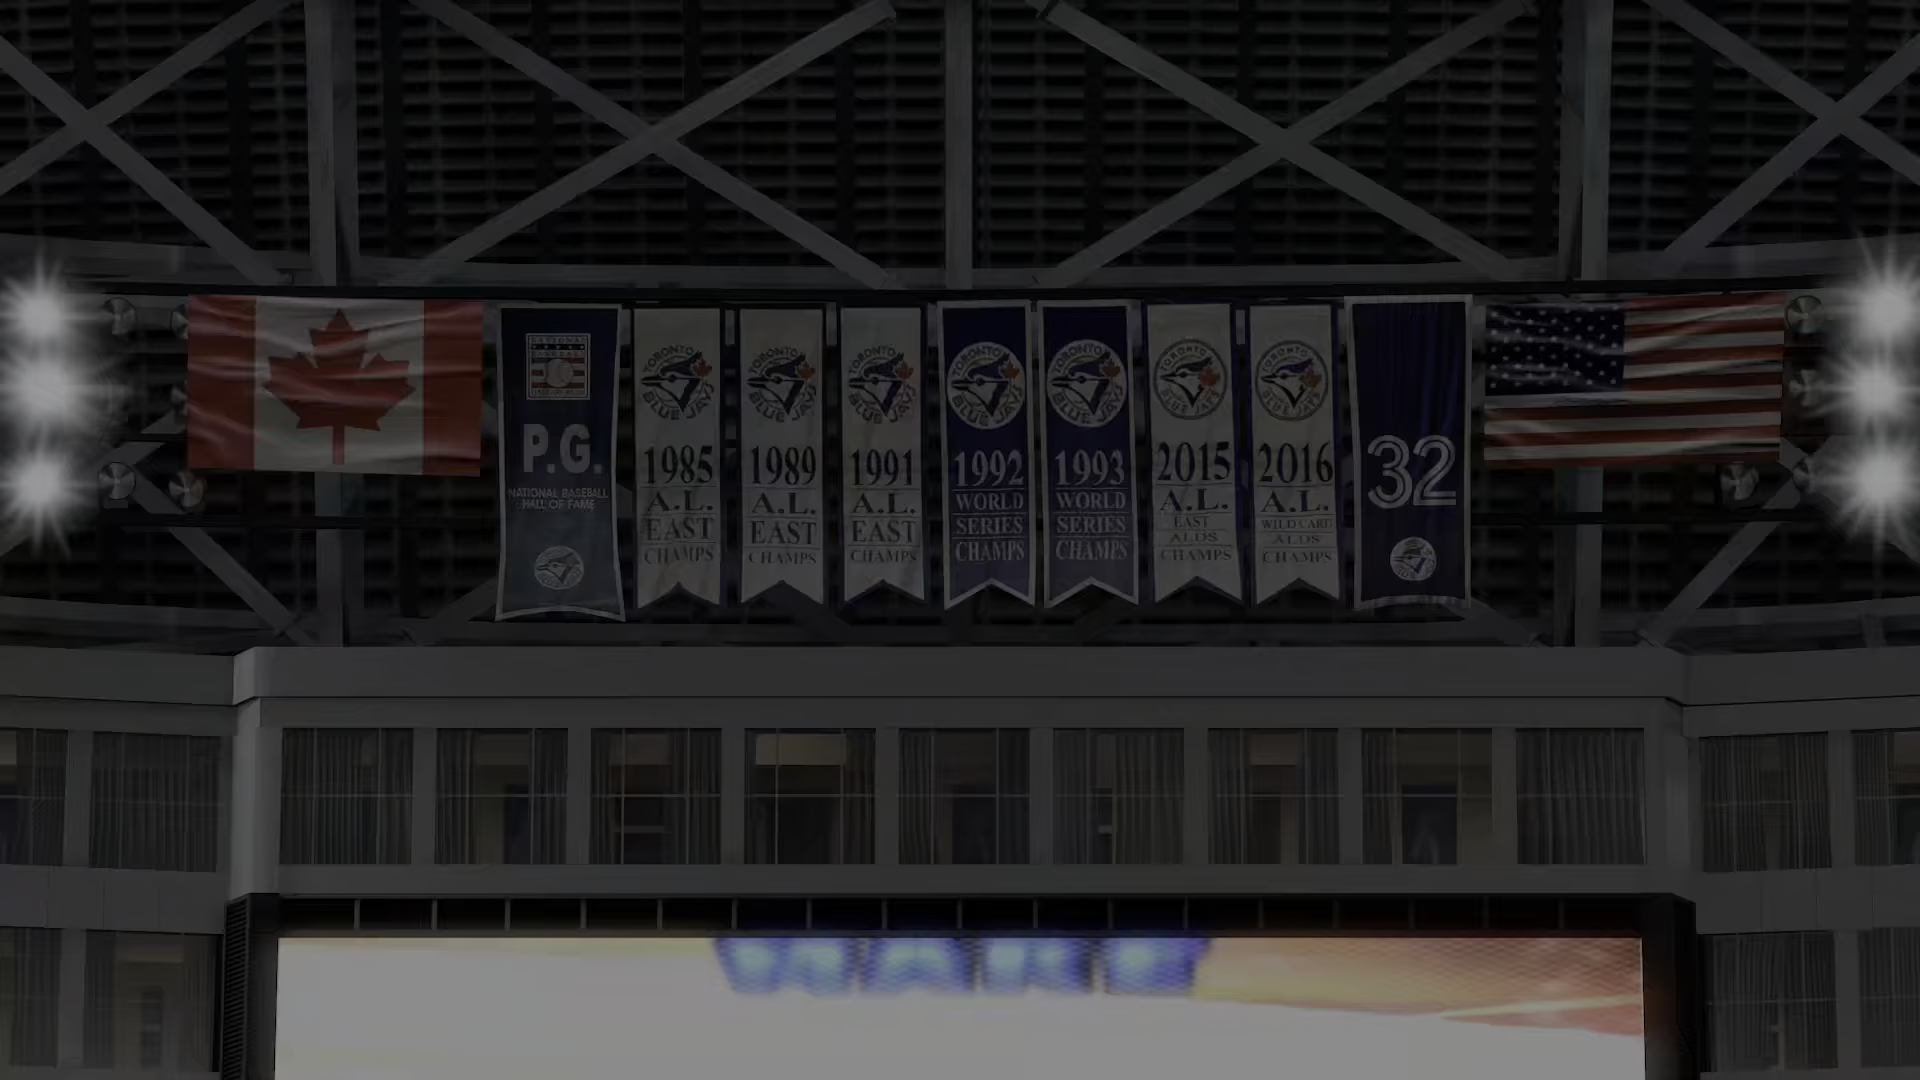 NATIONAL
BASEBALL
P.G.
NATIONAL BASEBALL
HALL OF FAME
TORONTO
BLUE JAYS
1985
A.L.
EAST
CHAMPS
TORONTO
BLUE JAYS
1989
A.L.
EAST
CHAMPS
TORONTO
BLUE JAYS
1991
A.L.
EAST
CHAMPS
TORONTO
BLUE JAYS
1992
WORLD
SERIES
CHAMPS
TORONTO
BLUE JAYS
1993
WORLD
SERIES
CHAMPS
TORONTO
BLUE JAYS
2015
A.L.
EAST
ALDS
CHAMPS
TORONTO
BLUE JAYS
2016
A.L.
WILD CARD
ALDS
CHAMPS
32